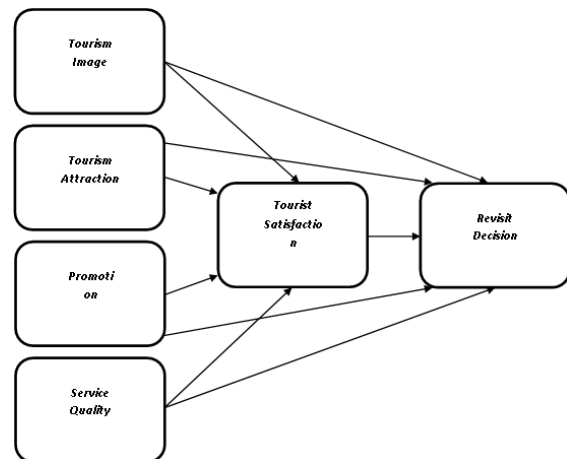 Tourism
Image
Tourism
Attraction
Tourist
Satisfactio
n
Revisit
Decision
Promoti
on
Service
Quality